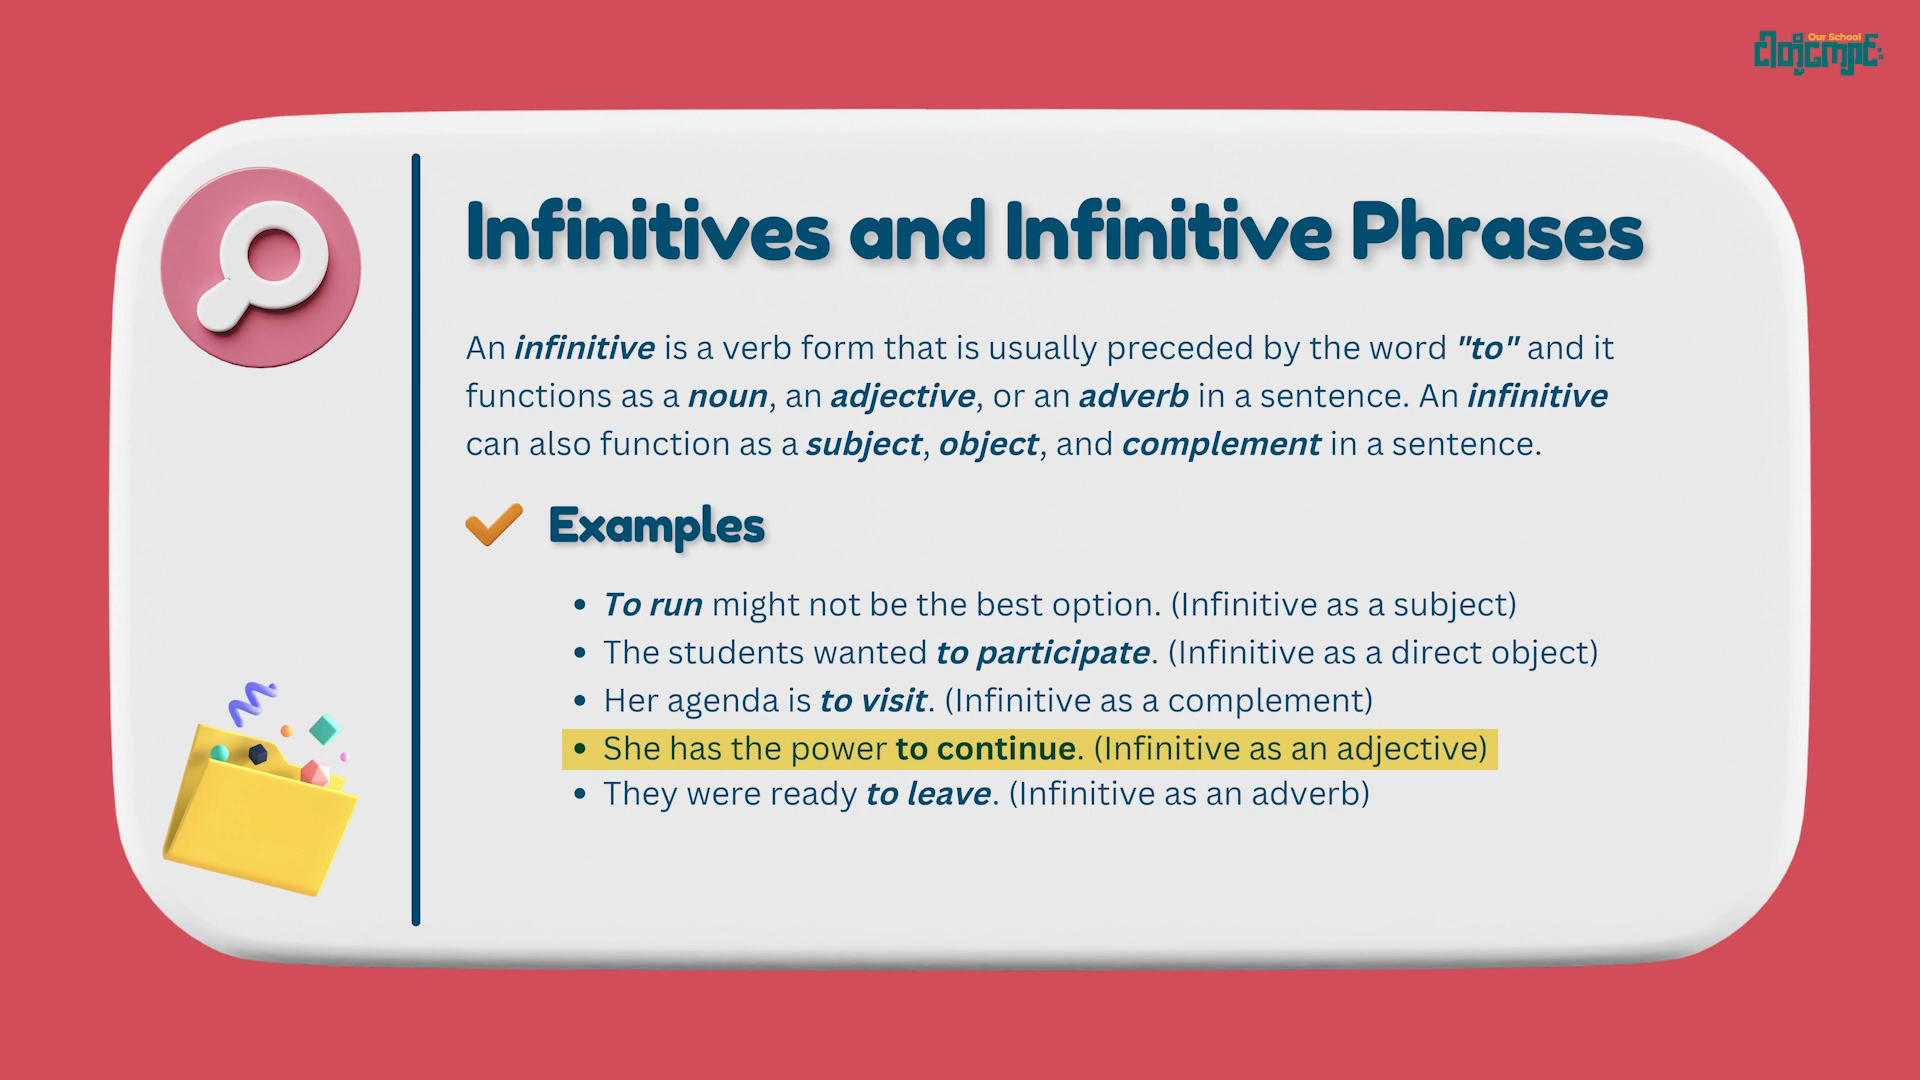 Our School
ငါတို့ကျောင်း
Infinitives and Infinitive Phrases
An infinitive is a verb form that is usually preceded by the word "to" and it
functions as a noun, an adjective, or an adverb in a sentence. An infinitive
can also function as a subject, object, and complement in a sentence.
Examples
• To run might not be the best option. (Infinitive as a subject)
• The students wanted to participate. (Infinitive as a direct object)
• Her agenda is to visit. (Infinitive as a complement)
• She has the power to continue. (Infinitive as an adjective)
• They were ready to leave. (Infinitive as an adverb)